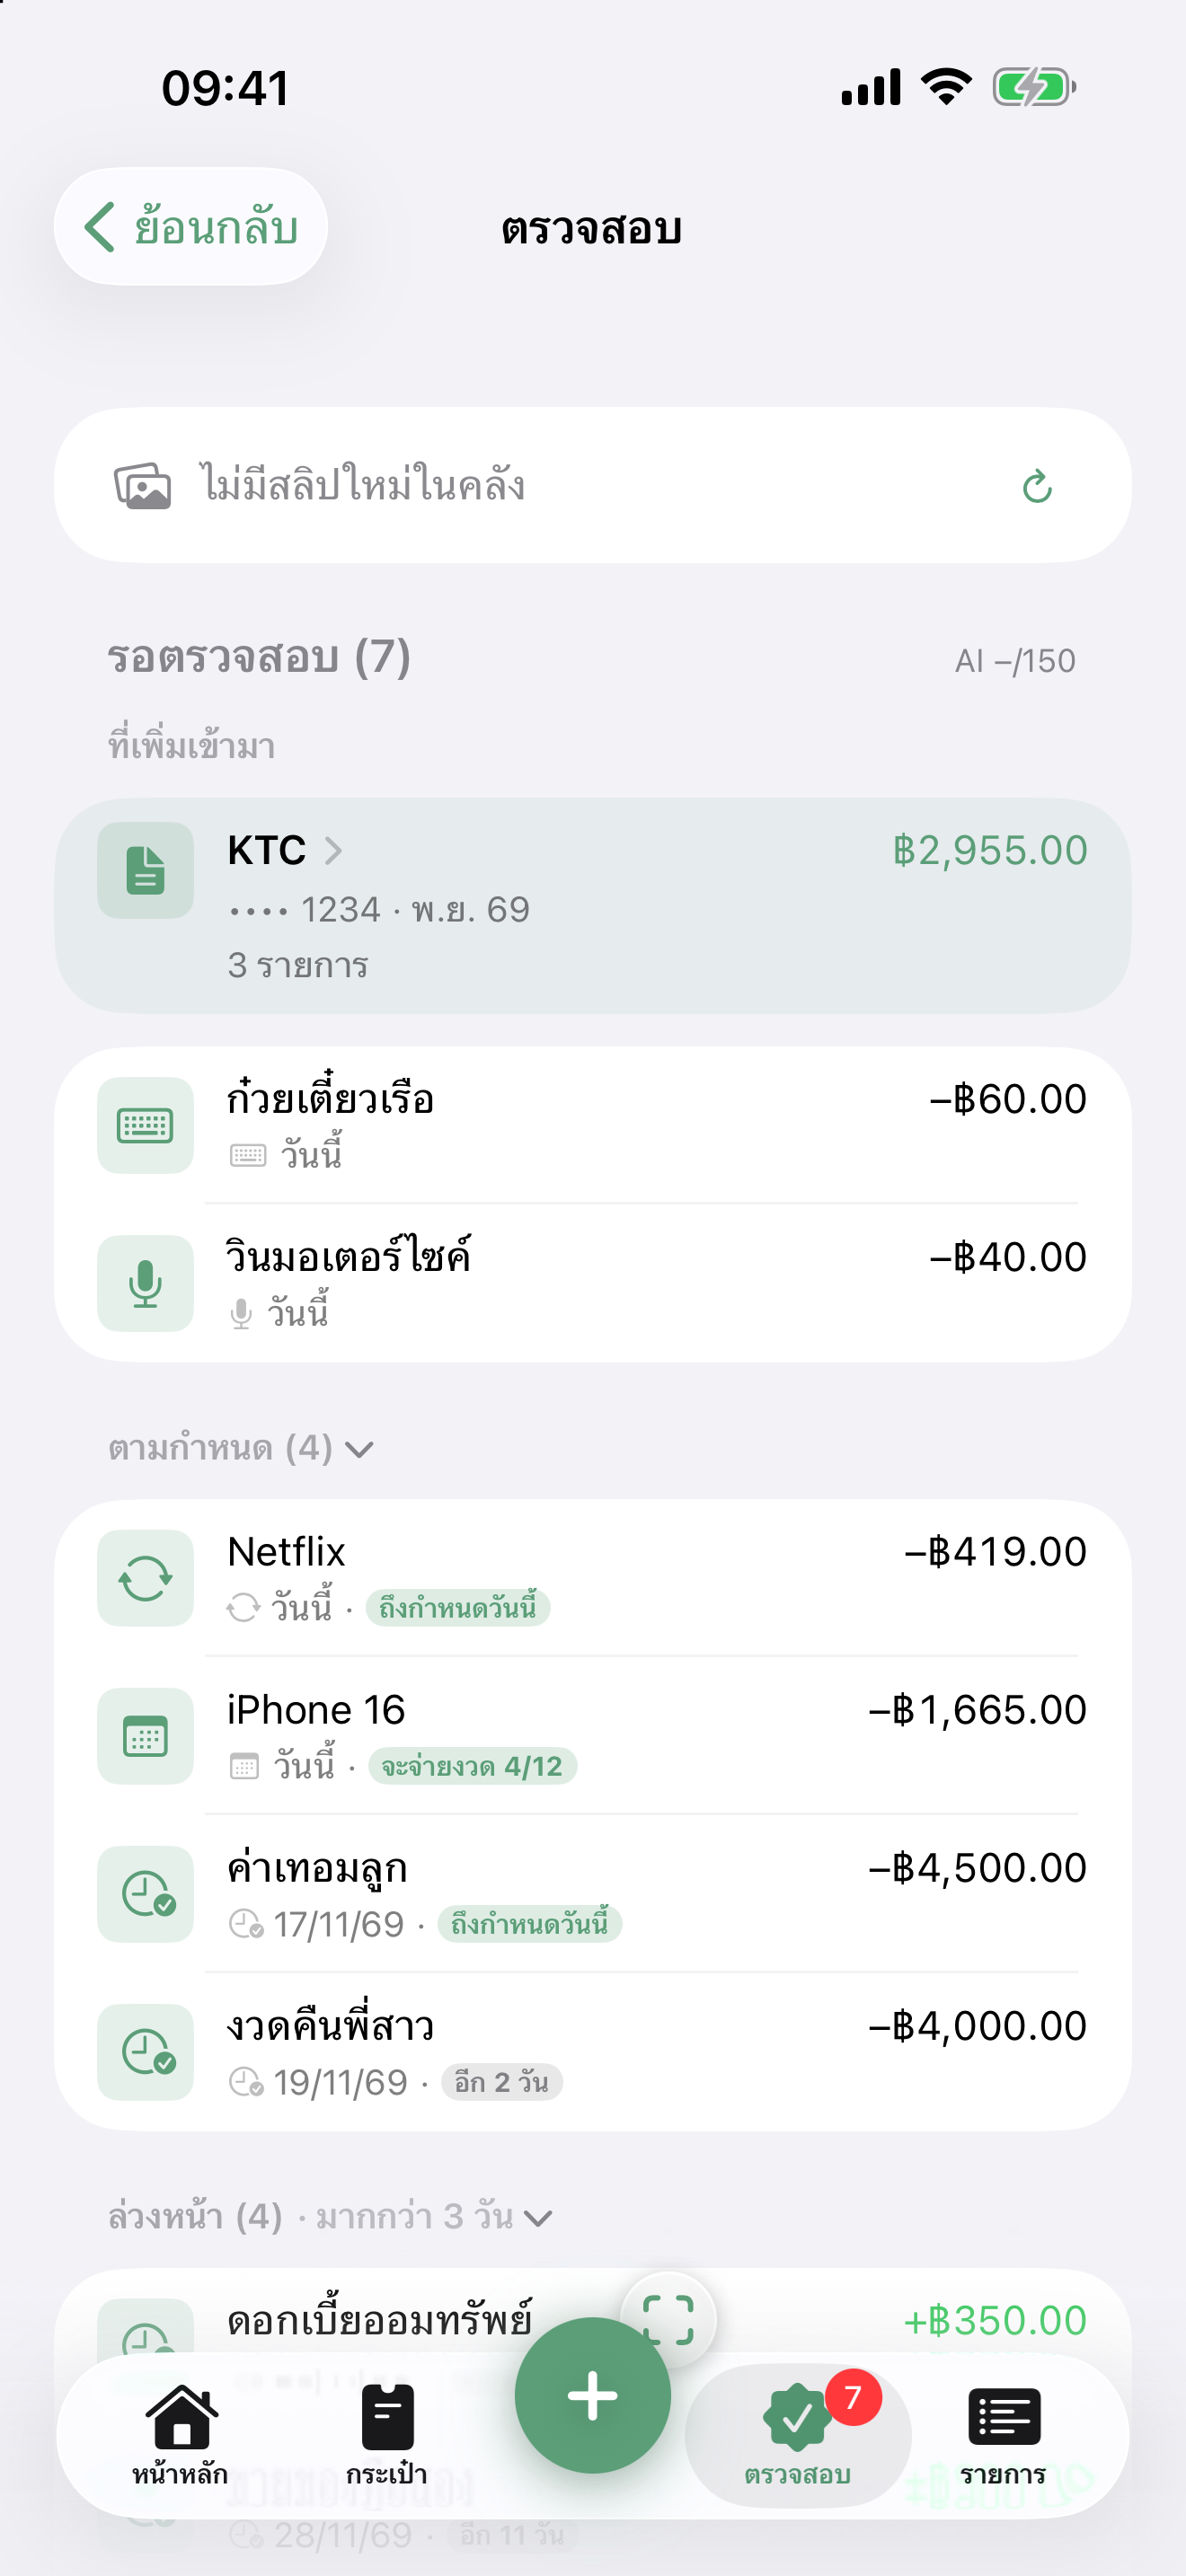 09:41
ย้อนกลับ
ตรวจสอบ
ไม่มีสลิปใหม่ในคลัง
รอตรวจสอบ (7)
AI –/150
ที่เพิ่มเข้ามา
KTC
฿2,955.00
•••• 1234 · พ.ย. 69
3 รายการ
ก๋วยเตี๋ยวเรือ
–฿60.00
วันนี้
วินมอเตอร์ไซค์
–฿40.00
วันนี้
ตามกำหนด (4)
Netflix
–฿419.00
วันนี้ · ถึงกำหนดวันนี้
iPhone 16
–฿1,665.00
วันนี้ · จะจ่ายงวด 4/12
ค่าเทอมลูก
–฿4,500.00
17/11/69 · ถึงกำหนดวันนี้
งวดคืนพี่สาว
–฿4,000.00
19/11/69 · อีก 2 วัน
ล่วงหน้า (4) · มากกว่า 3 วัน
ดอกเบี้ยออมทรัพย์
+฿350.00
7
หน้าหลัก
กระเป๋า
ตรวจสอบ
รายการ
28/11/69 · อีก 11 วัน